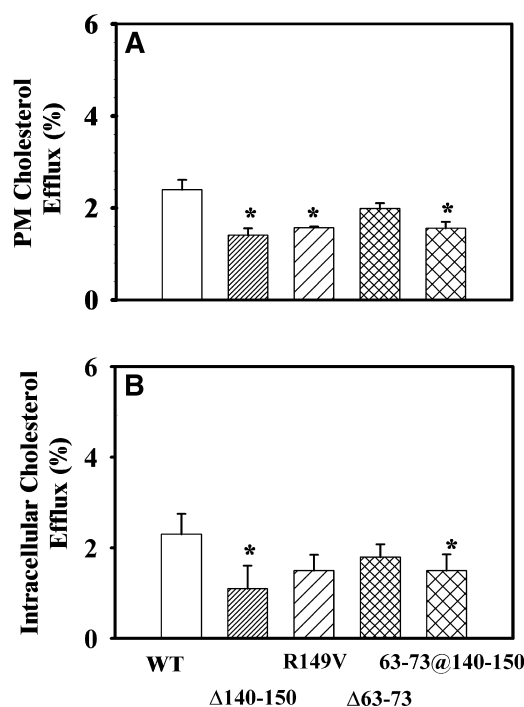 6
A
4
2
0
PM Cholesterol
Efflux (%)
*
*
*
6
B
4
2
0
Intracellular Cholesterol
Efflux (%)
*
*
WT
R149V
63-73@140-150
Δ140-150
Δ63-73